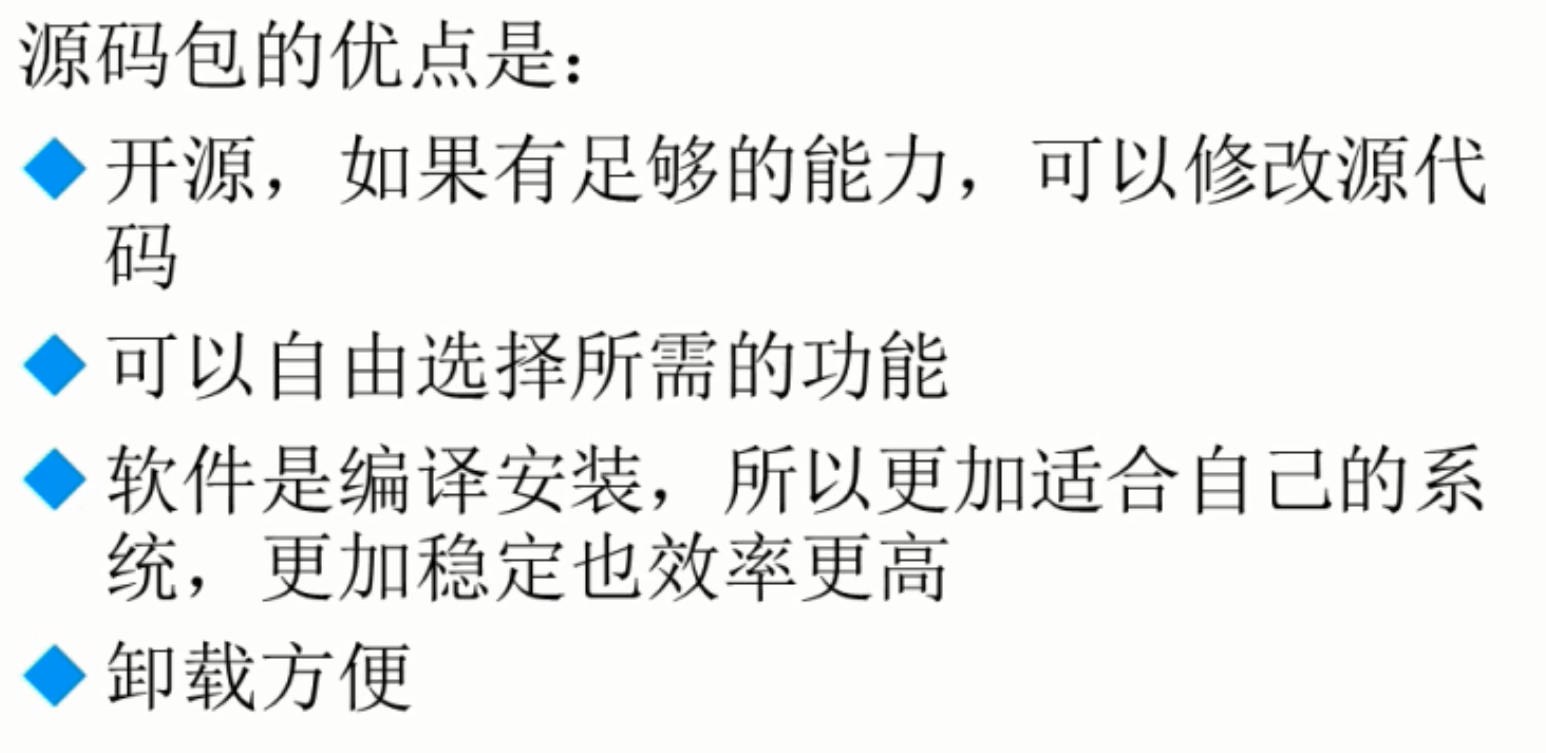 源码包的优点是：
开源，如果有足够的能力，可以修改源代
码
可以自由选择所需的功能
软件是编译安装，所以更加适合自己的系
统，更加稳定也效率更高
卸载方便